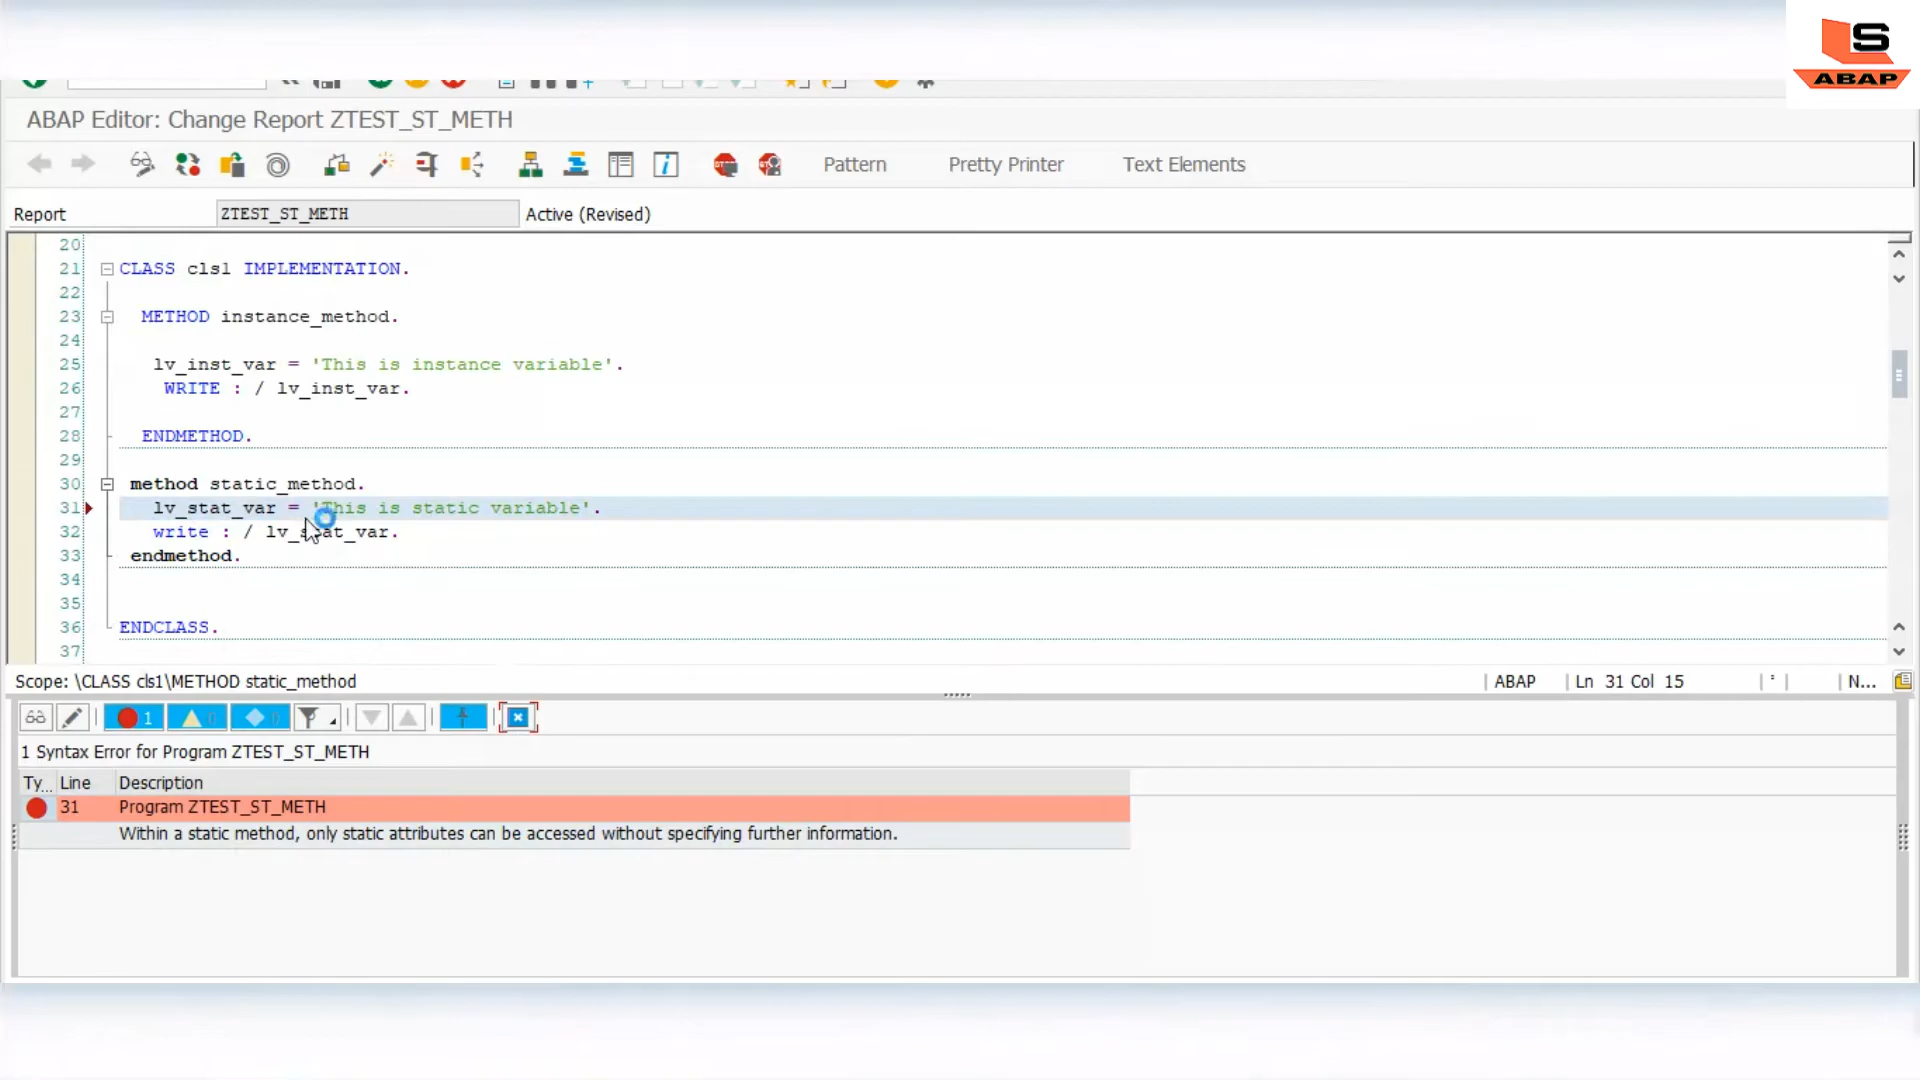 S
ABAP
ABAP Editor: Change Report ZTEST_ST_METH
Pattern Pretty Printer Text Elements
Report ZTEST_ST_METH Active (Revised)
20
21 CLASS cls1 IMPLEMENTATION.
22
23 METHOD instance_method.
24
25 lv_inst_var = 'This is instance variable'.
26 WRITE : / lv_inst_var.
27
28 ENDMETHOD.
29
30 method static_method.
31 lv_stat_var = 'This is static variable'.
32 write : / lv_stat_var.
33 endmethod.
34
35
36 ENDCLASS.
37
Scope: \CLASS cls1\METHOD static_method ABAP Ln 31 Col 15 N...
1 0 0
1 Syntax Error for Program ZTEST_ST_METH
Ty... Line Description
31 Program ZTEST_ST_METH
Within a static method, only static attributes can be accessed without specifying further information.